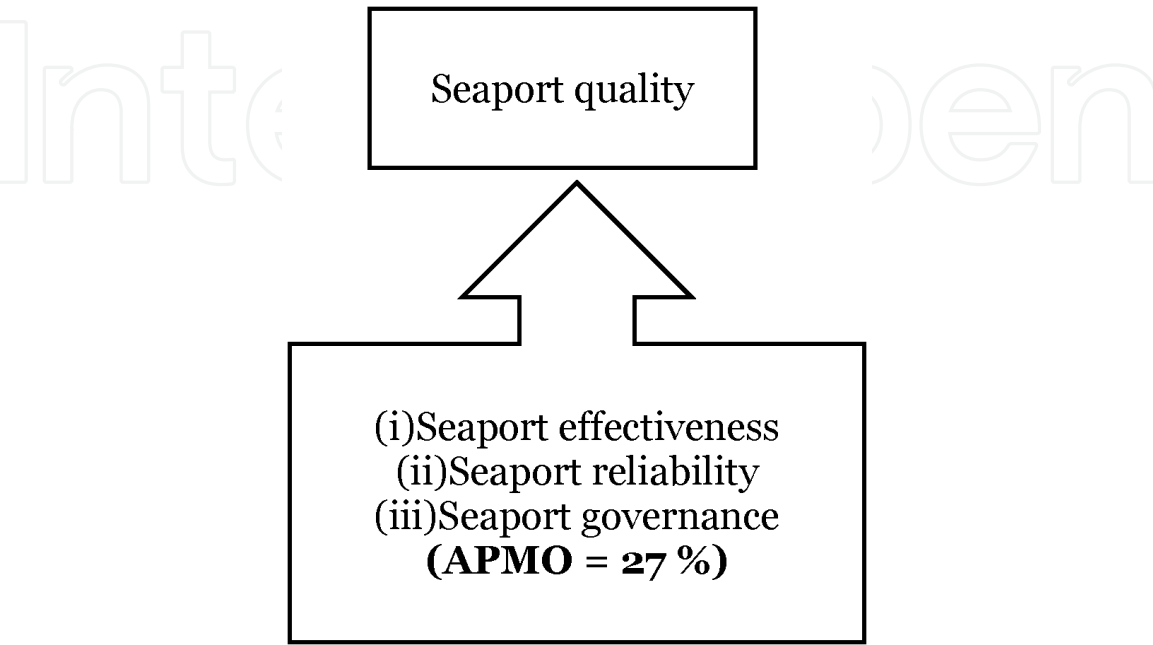 Seaport quality
(i)Seaport effectiveness
(ii)Seaport reliability
(iii)Seaport governance
(APMO = 27 %)